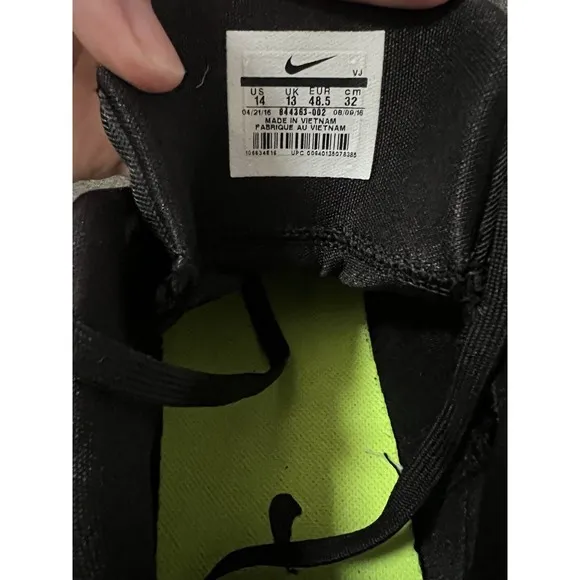 VJ
US UK EUR cm
14 13 48.5 32
04/21/16 844363-002 08/09/16
MADE IN VIETNAM
FABRIQUE AU VIETNAM
UPC 00640135078385